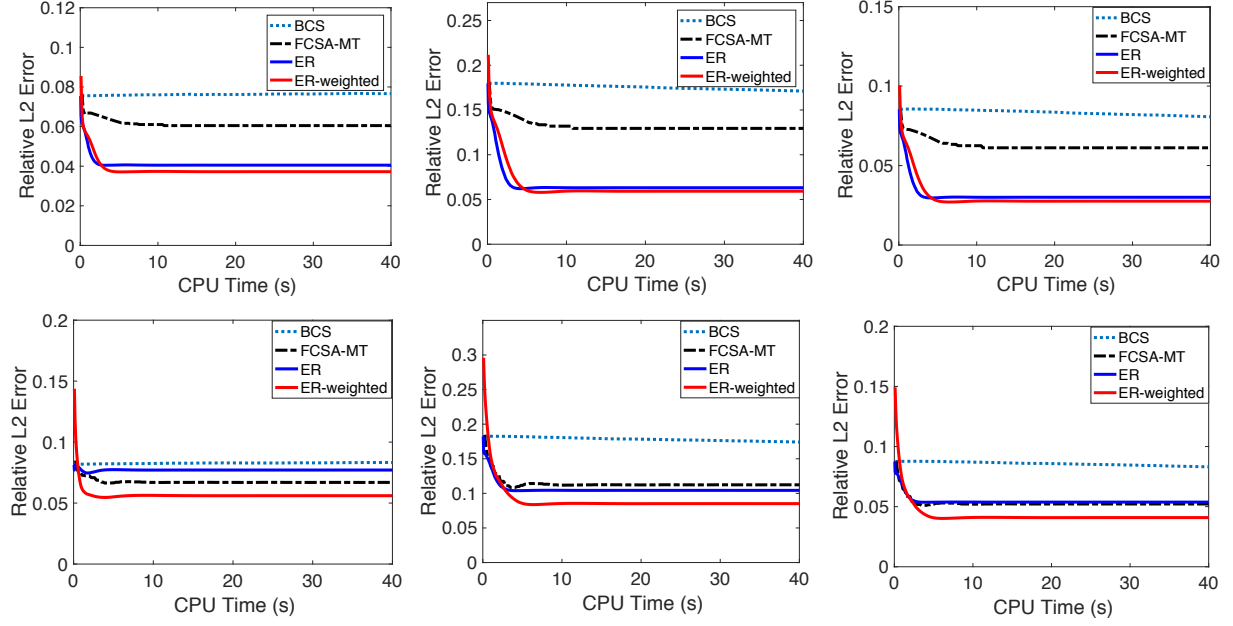 0.12
0.1
0.08
0.06
0.04
0.02
0
0 10 20 30 40
Relative L2 Error
CPU Time (s)
BCS
FCSA-MT
ER
ER-weighted
0.25
0.2
0.15
0.1
0.05
0
0 10 20 30 40
Relative L2 Error
CPU Time (s)
BCS
FCSA-MT
ER
ER-weighted
0.15
0.1
0.05
0
0 10 20 30 40
Relative L2 Error
CPU Time (s)
BCS
FCSA-MT
ER
ER-weighted
0.2
0.15
0.1
0.05
0
0 10 20 30 40
Relative L2 Error
CPU Time (s)
BCS
FCSA-MT
ER
ER-weighted
0.3
0.25
0.2
0.15
0.1
0.05
0
0 10 20 30 40
Relative L2 Error
CPU Time (s)
BCS
FCSA-MT
ER
ER-weighted
0.2
0.15
0.1
0.05
0
0 10 20 30 40
Relative L2 Error
CPU Time (s)
BCS
FCSA-MT
ER
ER-weighted